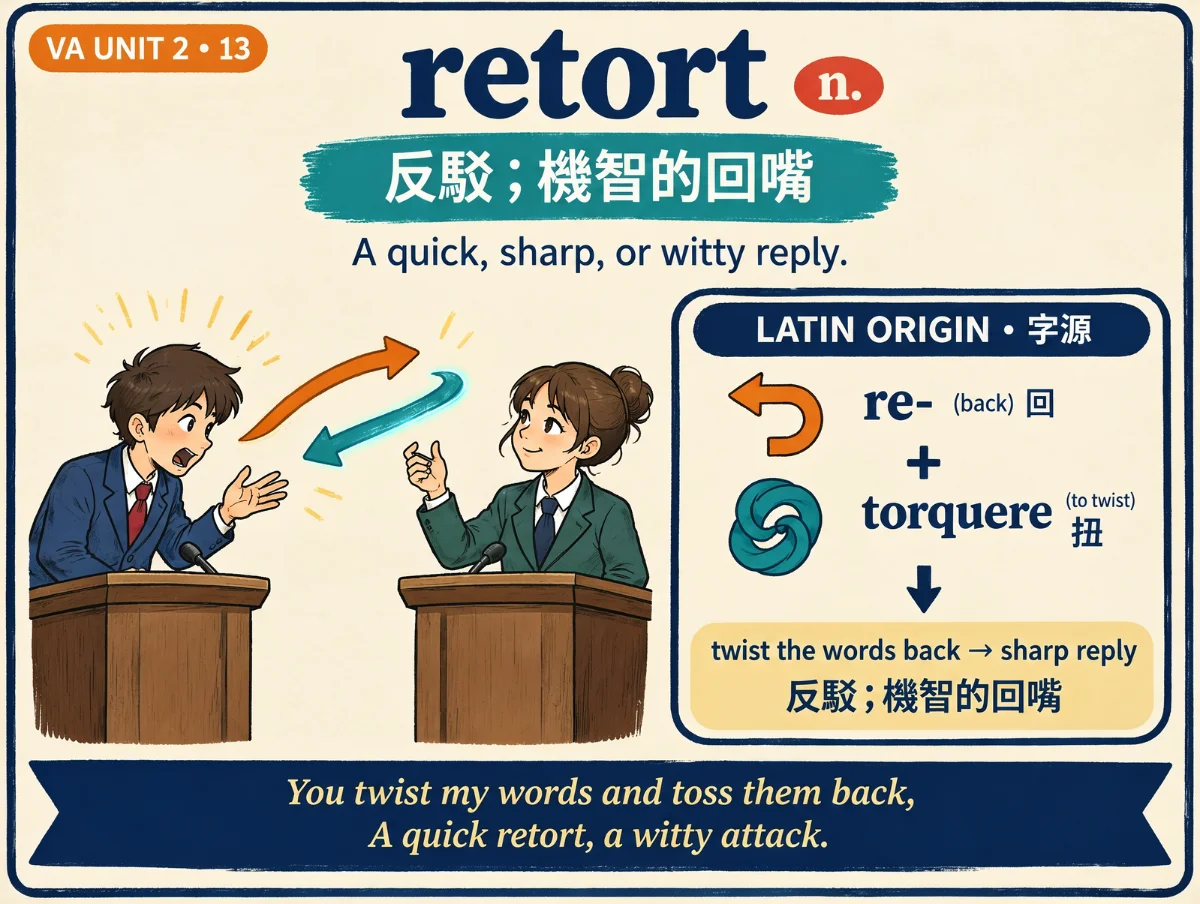 VA UNIT 2 • 13
retort n.
反駁；機智的回嘴
A quick, sharp, or witty reply.
LATIN ORIGIN • 字源
re- (back) 回
+
torquere (to twist) 扭
twist the words back → sharp reply
反駁；機智的回嘴
You twist my words and toss them back,
A quick retort, a witty attack.